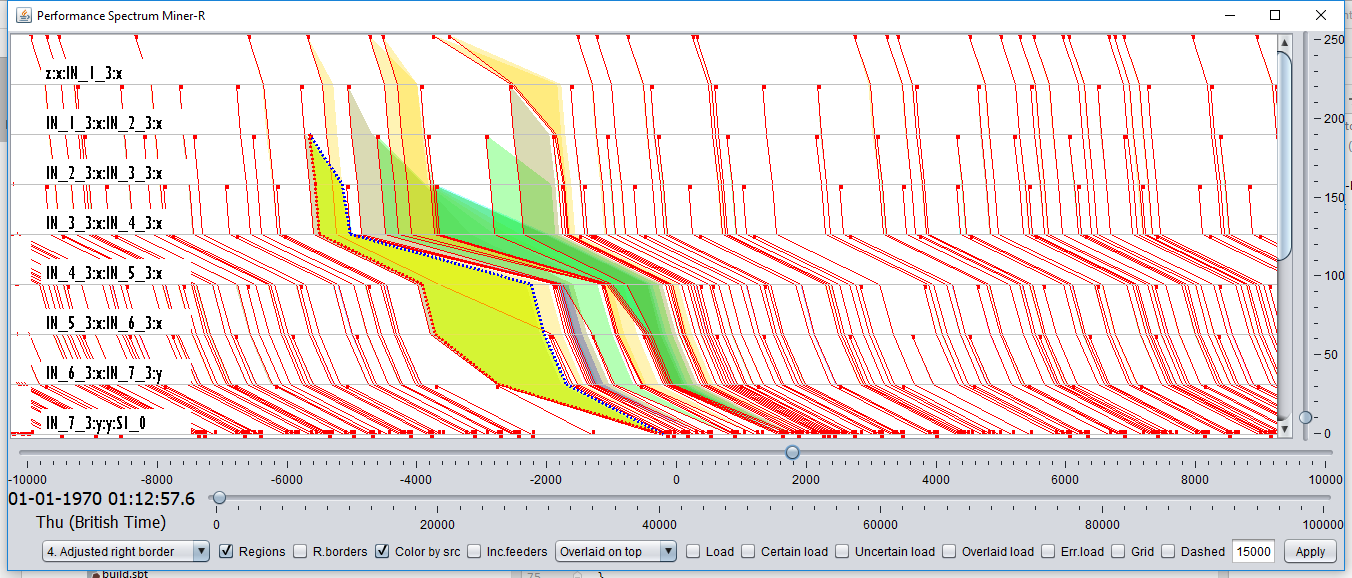 Performance Spectrum Miner-R
z:x:IN_1_3:x
IN_1_3:x:IN_2_3:x
IN_2_3:x:IN_3_3:x
IN_3_3:x:IN_4_3:x
IN_4_3:x:IN_5_3:x
IN_5_3:x:IN_6_3:x
IN_6_3:x:IN_7_3:y
IN_7_3:y:y:SI_0
250
200
150
100
50
0
-10000 -8000 -6000 -4000 -2000 0 2000 4000 6000 8000 10000
01-01-1970 01:12:57.6
Thu (British Time)
0 20000 40000 60000 80000 100000
4. Adjusted right border Regions R.borders Color by src Inc.feeders Overlaid on top Load Certain load Uncertain load Overlaid load Err.load Grid Dashed 15000 Apply
build.sbt
75 }